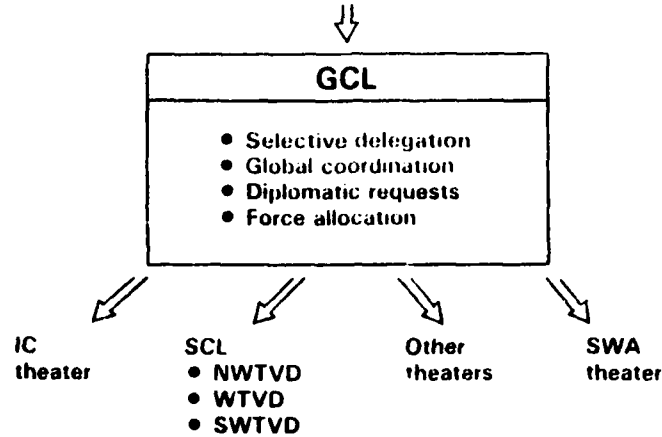 GCL
● Selective delegation
● Global coordination
● Diplomatic requests
● Force allocation
IC
theater
SCL
● NWTVD
● WTVD
● SWTVD
Other
theaters
SWA
theater